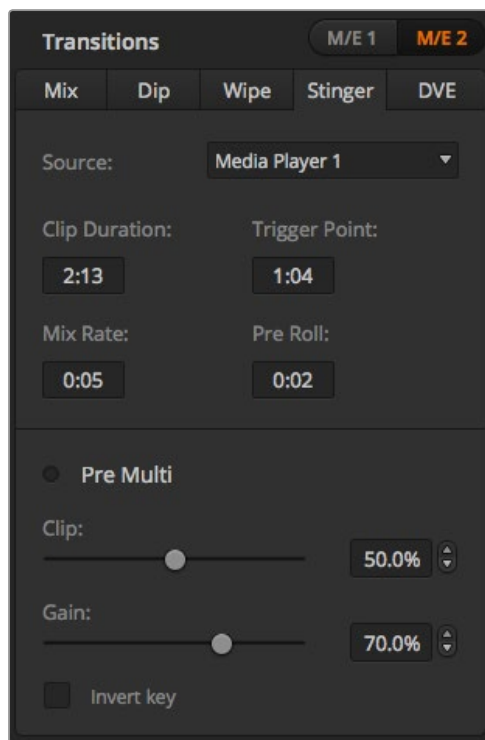 Transitions M/E 1 M/E 2
Mix Dip Wipe Stinger DVE
Source: Media Player 1
Clip Duration: Trigger Point:
2:13 1:04
Mix Rate: Pre Roll:
0:05 0:02
Pre Multi
Clip:
50.0%
Gain:
70.0%
Invert key